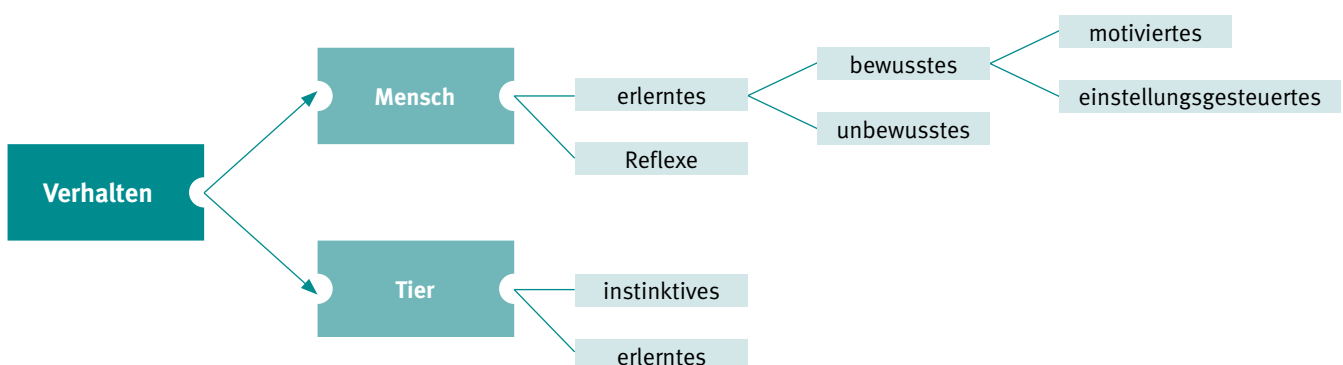 Verhalten
Mensch
erlerntes
bewusstes
motiviertes
einstellungsgesteuertes
unbewusstes
Reflexe
Tier
instinktives
erlerntes